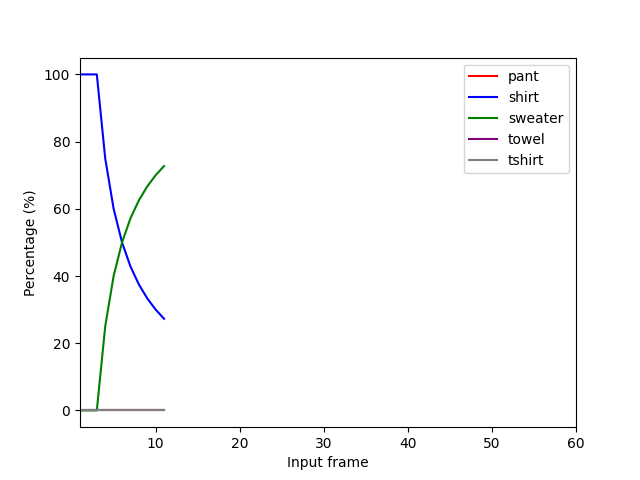 100
80
60
40
20
0
Percentage (%)
10 20 30 40 50 60
Input frame
pant
shirt
sweater
towel
tshirt